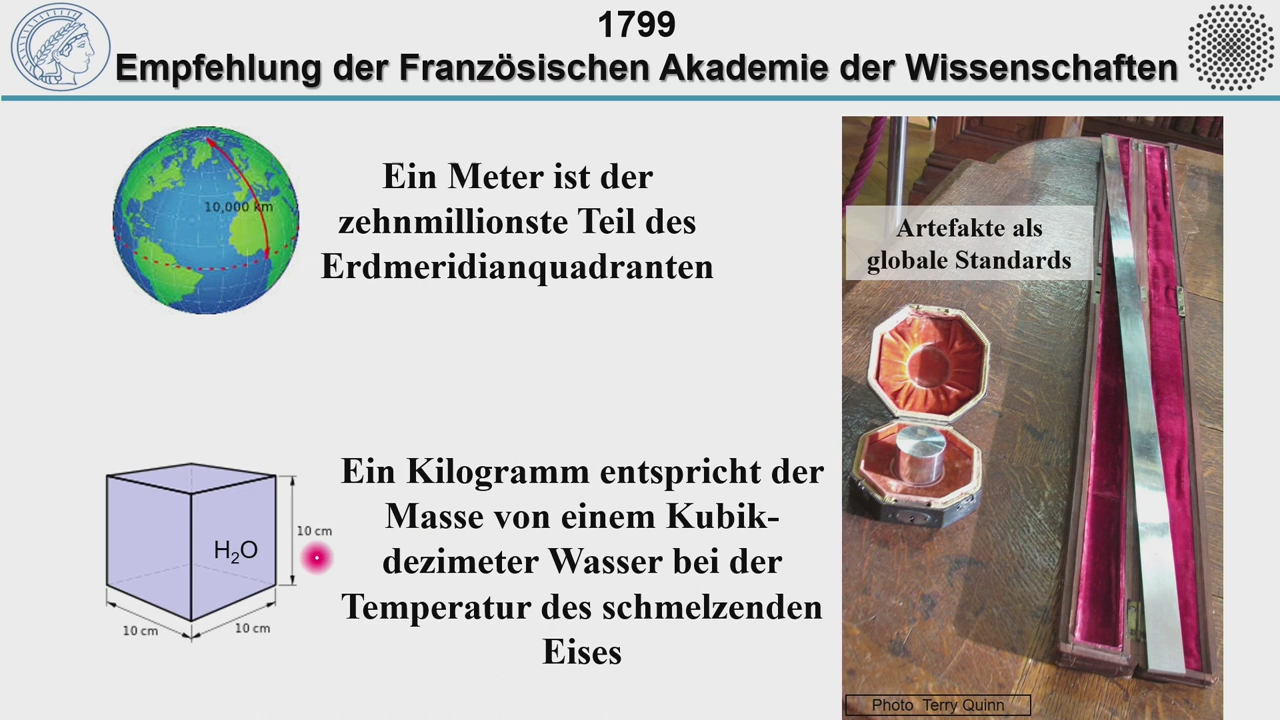 1799
Empfehlung der Französischen Akademie der Wissenschaften
10,000 km
Ein Meter ist der
zehnmillionste Teil des
Erdmeridianquadranten
Artefakte als
globale Standards
Ein Kilogramm entspricht der
Masse von einem Kubik-
dezimeter Wasser bei der
Temperatur des schmelzenden
Eises
H₂O
10 cm
10 cm
10 cm
Photo Terry Quinn